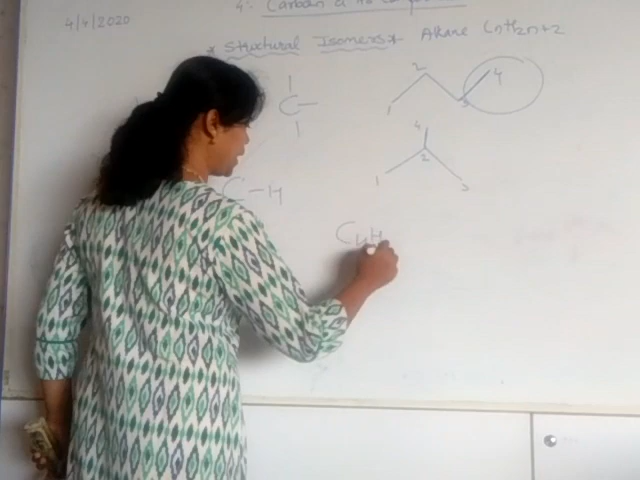 4: Carbon & its compounds
4/4/2020
* Structural Isomers * Alkane CnH2n+2
C
2 4
1 3
4
2
1 3
C-H
C4H